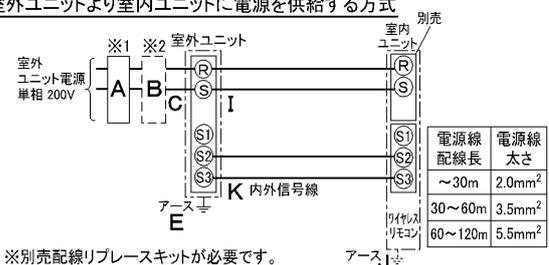 室外ユニットより室内ユニットに電源を供給する方式
※1 ※2 室外ユニット
室内
ユニット
別売
室外
ユニット電源
単相 200V
A B C R S I R S
S1 S2 S3
S1 S2 S3
K 内外信号線
アース
E
ワイヤレス
リモコン
アース
電源線
配線長
電源線
太さ
～30m 2.0mm²
30～60m 3.5mm²
60～120m 5.5mm²
※別売配線リプレースキットが必要です。